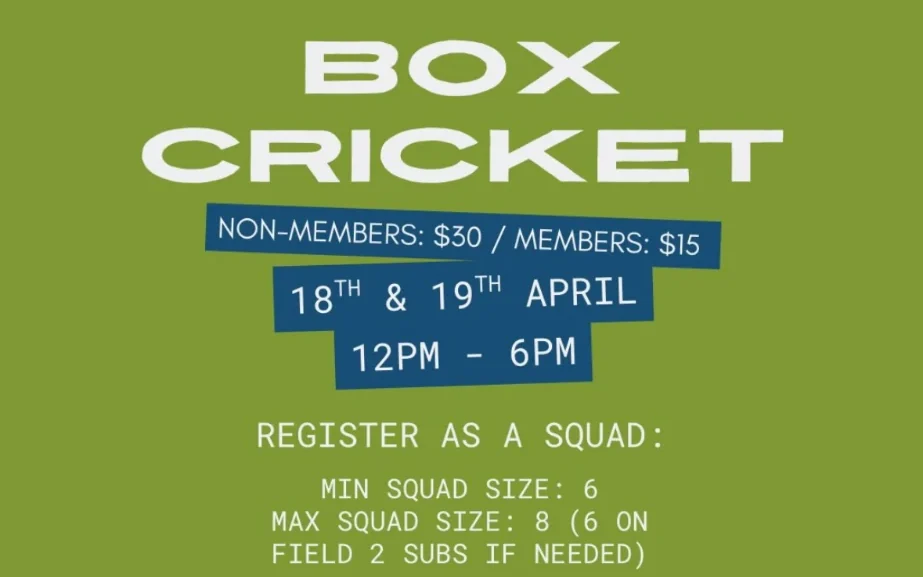 BOX
CRICKET
NON-MEMBERS: $30 / MEMBERS: $15
18TH & 19TH APRIL
12PM - 6PM
REGISTER AS A SQUAD:
MIN SQUAD SIZE: 6
MAX SQUAD SIZE: 8 (6 ON
FIELD 2 SUBS IF NEEDED)